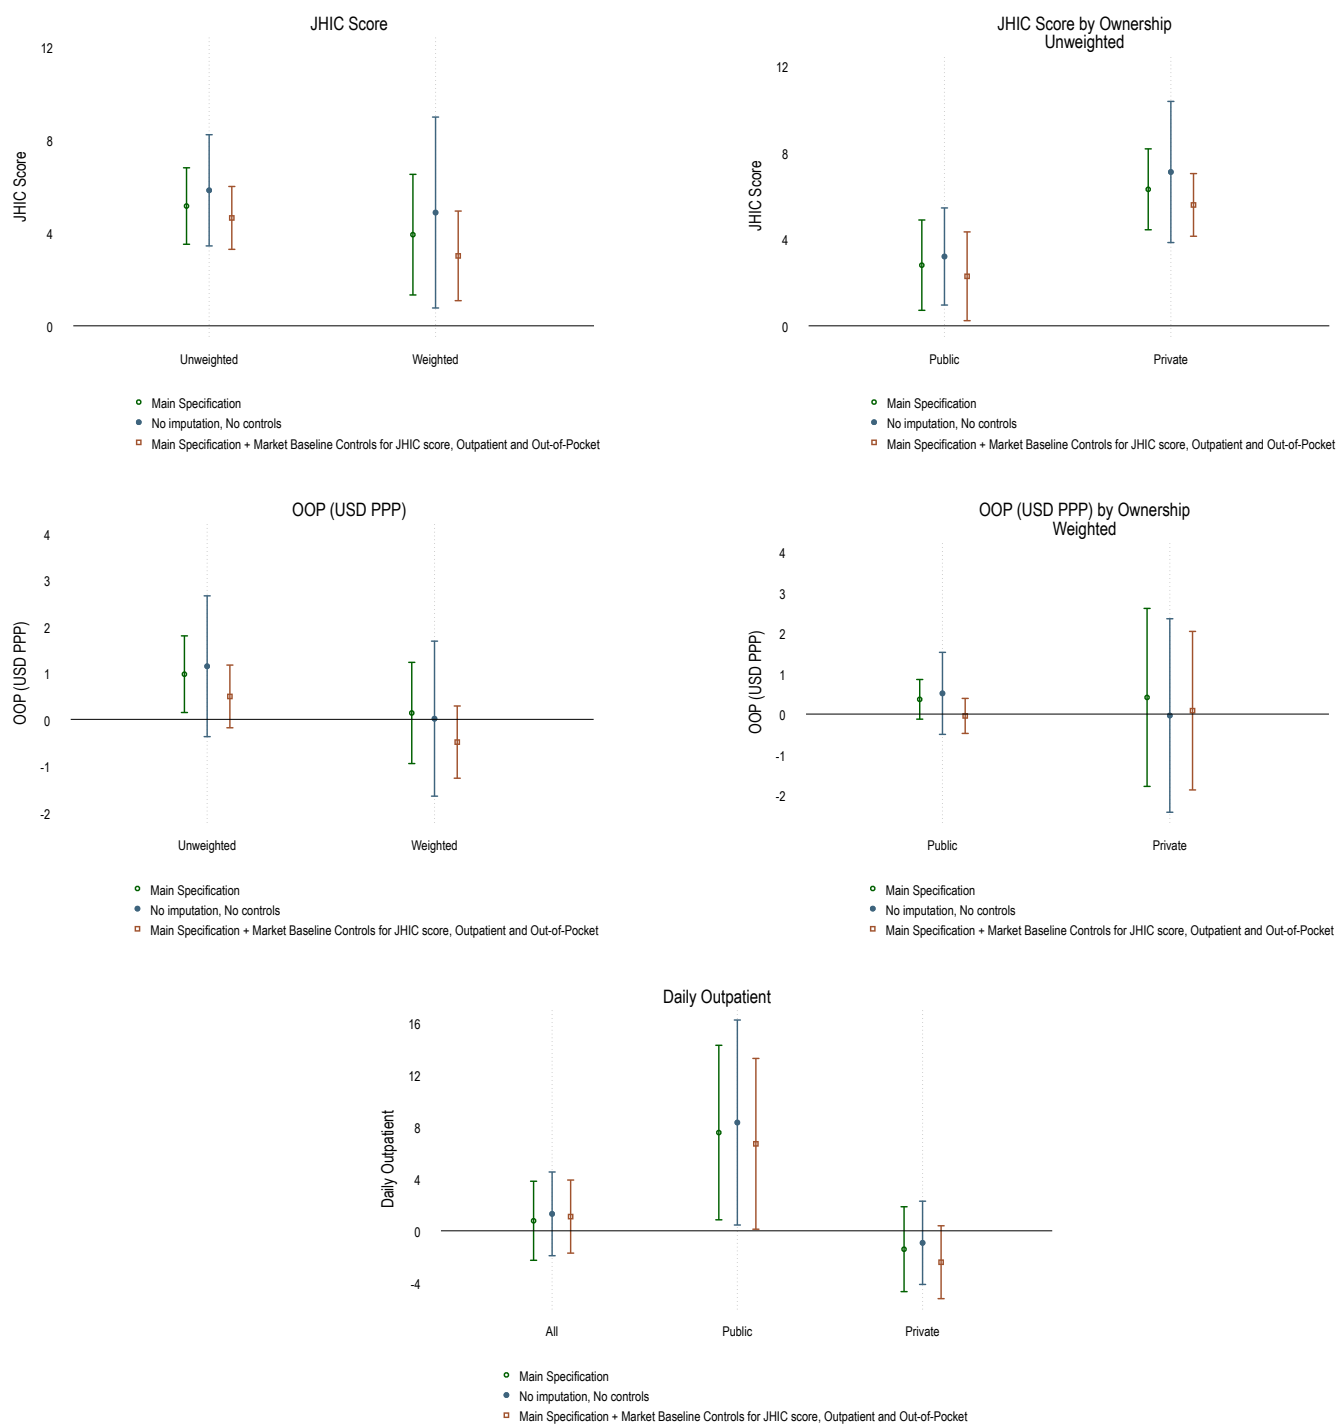 JHIC Score
12
8
4
0
JHIC Score
Unweighted
Weighted
Main Specification
No imputation, No controls
Main Specification + Market Baseline Controls for JHIC score, Outpatient and Out-of-Pocket
JHIC Score by Ownership
Unweighted
12
8
4
0
JHIC Score
Public
Private
Main Specification
No imputation, No controls
Main Specification + Market Baseline Controls for JHIC score, Outpatient and Out-of-Pocket
OOP (USD PPP)
4
3
2
1
0
-1
-2
OOP (USD PPP)
Unweighted
Weighted
Main Specification
No imputation, No controls
Main Specification + Market Baseline Controls for JHIC score, Outpatient and Out-of-Pocket
OOP (USD PPP) by Ownership
Weighted
4
3
2
1
0
-1
-2
OOP (USD PPP)
Public
Private
Main Specification
No imputation, No controls
Main Specification + Market Baseline Controls for JHIC score, Outpatient and Out-of-Pocket
Daily Outpatient
16
12
8
4
0
-4
Daily Outpatient
All
Public
Private
Main Specification
No imputation, No controls
Main Specification + Market Baseline Controls for JHIC score, Outpatient and Out-of-Pocket